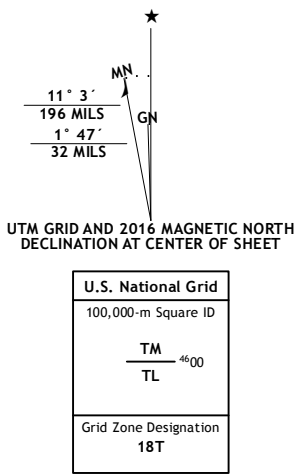 MN
GN
11° 3´
196 MILS
1° 47´
32 MILS
UTM GRID AND 2016 MAGNETIC NORTH
DECLINATION AT CENTER OF SHEET
U.S. National Grid
100,000-m Square ID
TM
4600
TL
Grid Zone Designation
18T